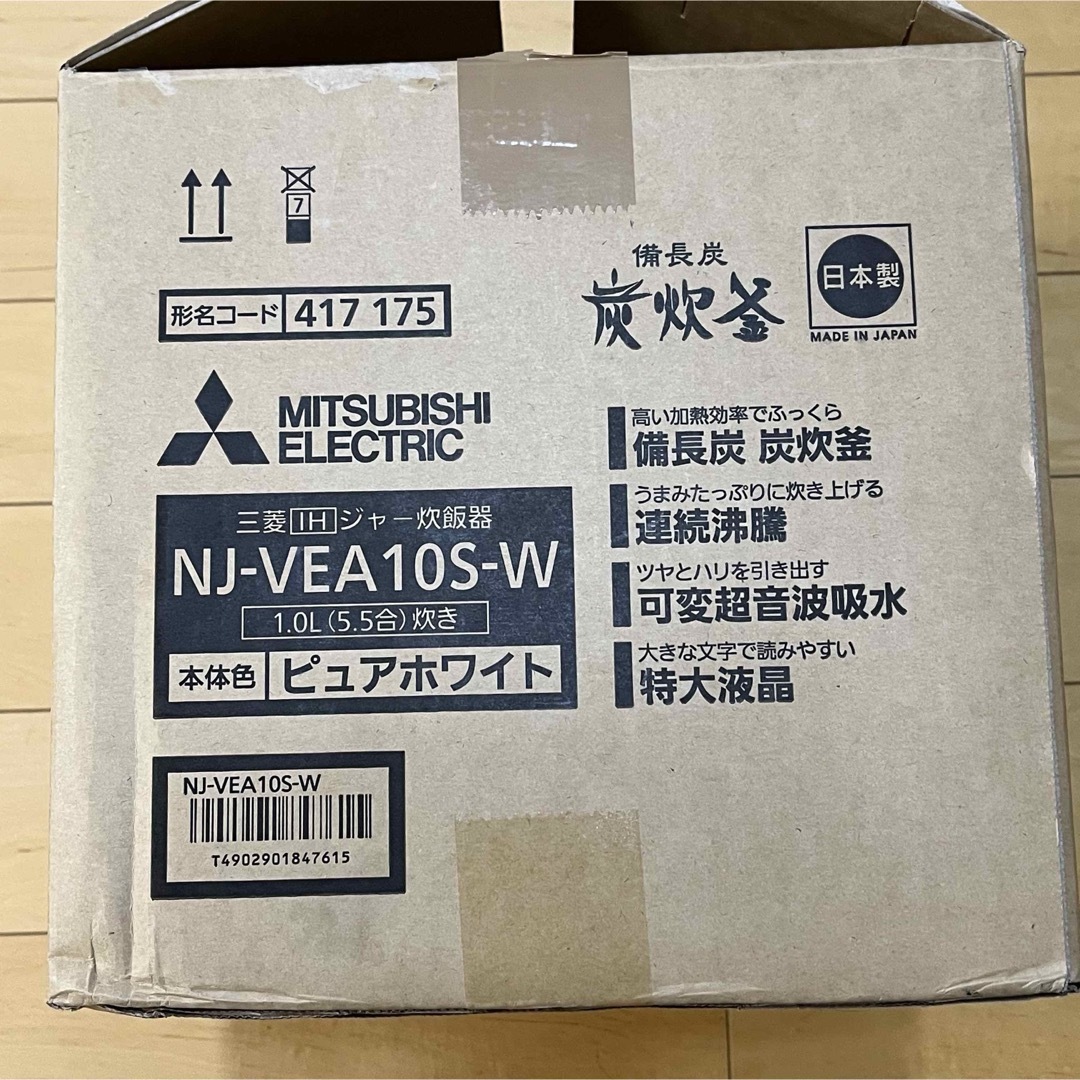 7
備長炭
炭炊釜
日本製
MADE IN JAPAN
形名コード 417 175
MITSUBISHI
ELECTRIC
三菱IHジャー炊飯器
NJ-VEA10S-W
1.0L(5.5合)炊き
本体色 ピュアホワイト
高い加熱効率でふっくら
備長炭 炭炊釜
うまみたっぷりに炊き上げる
連続沸騰
ツヤとハリを引き出す
可変超音波吸水
大きな文字で読みやすい
特大液晶
NJ-VEA10S-W
T4902901847615